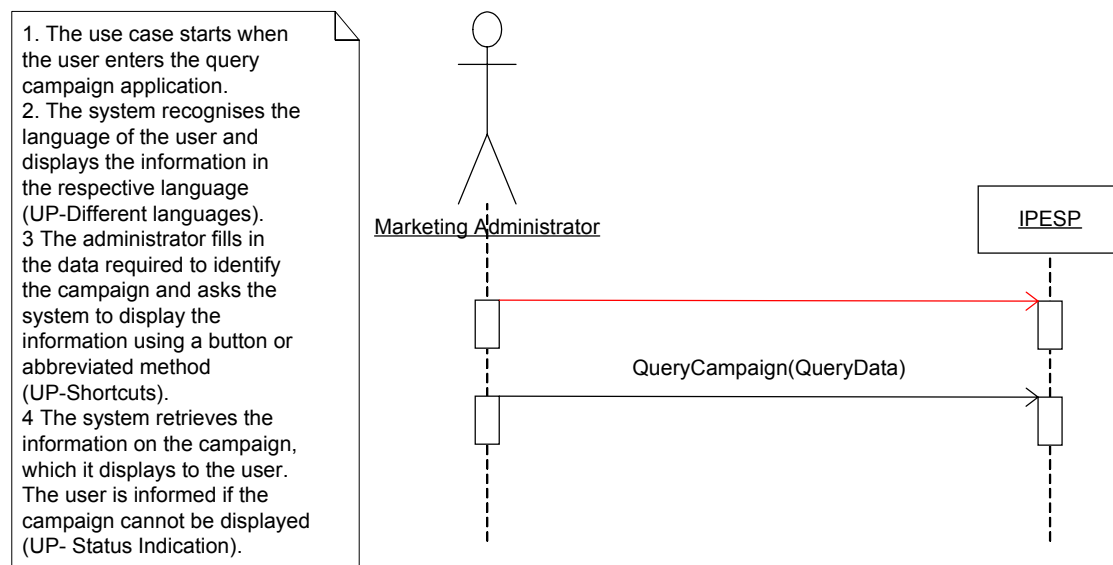 1. The use case starts when
the user enters the query
campaign application.
2. The system recognises the
language of the user and
displays the information in
the respective language
(UP-Different languages).
3 The administrator fills in
the data required to identify
the campaign and asks the
system to display the
information using a button or
abbreviated method
(UP-Shortcuts).
4 The system retrieves the
information on the campaign,
which it displays to the user.
The user is informed if the
campaign cannot be displayed
(UP- Status Indication).
Marketing Administrator
IPESP
QueryCampaign(QueryData)